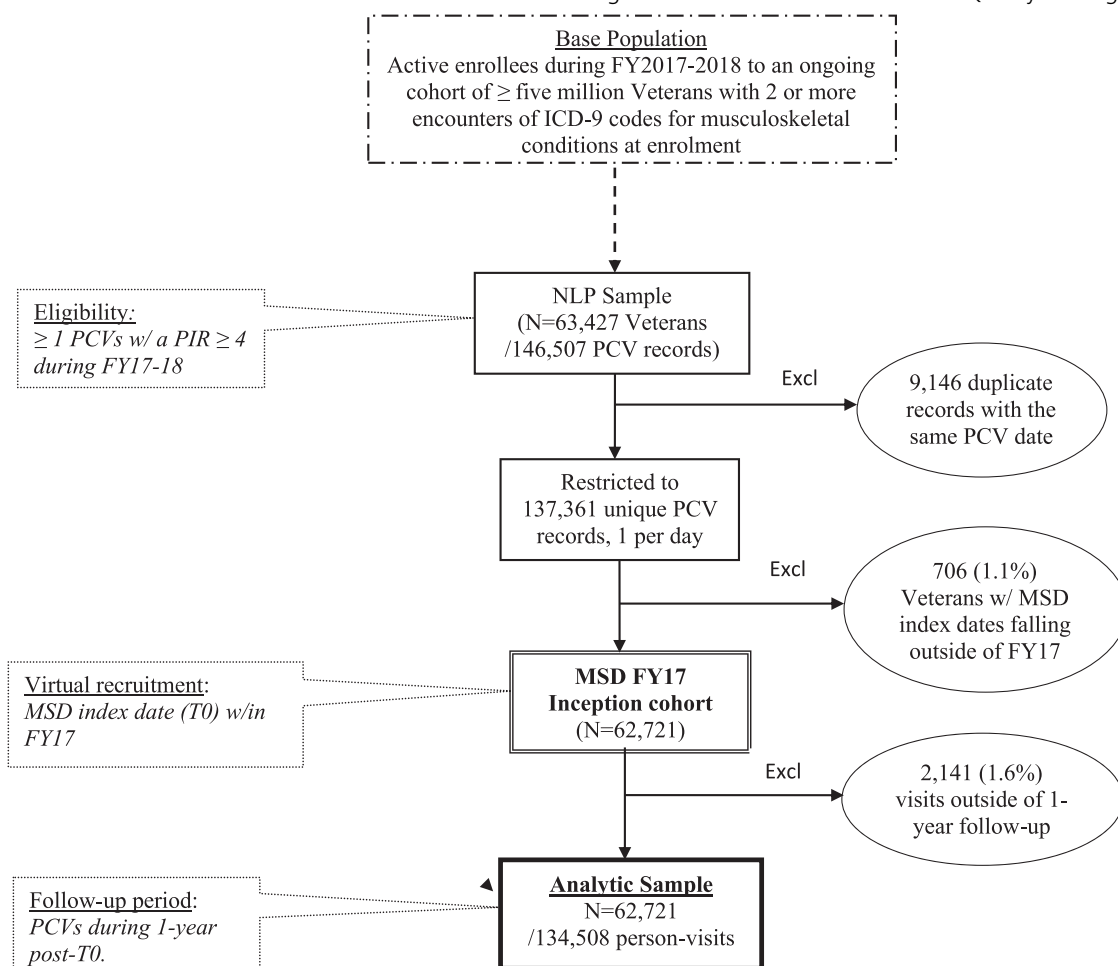 Base Population
Active enrollees during FY2017-2018 to an ongoing
cohort of ≥ five million Veterans with 2 or more
encounters of ICD-9 codes for musculoskeletal
conditions at enrolment
Eligibility:
≥ 1 PCVs w/ a PIR ≥ 4
during FY17-18
NLP Sample
(N=63,427 Veterans
/146,507 PCV records)
Excl
9,146 duplicate
records with the
same PCV date
Restricted to
137,361 unique PCV
records, 1 per day
Excl
706 (1.1%)
Veterans w/ MSD
index dates falling
outside of FY17
Virtual recruitment:
MSD index date (T0) w/in
FY17
MSD FY17
Inception cohort
(N=62,721)
Excl
2,141 (1.6%)
visits outside of 1-
year follow-up
Follow-up period:
PCVs during 1-year
post-T0.
Analytic Sample
N=62,721
/134,508 person-visits